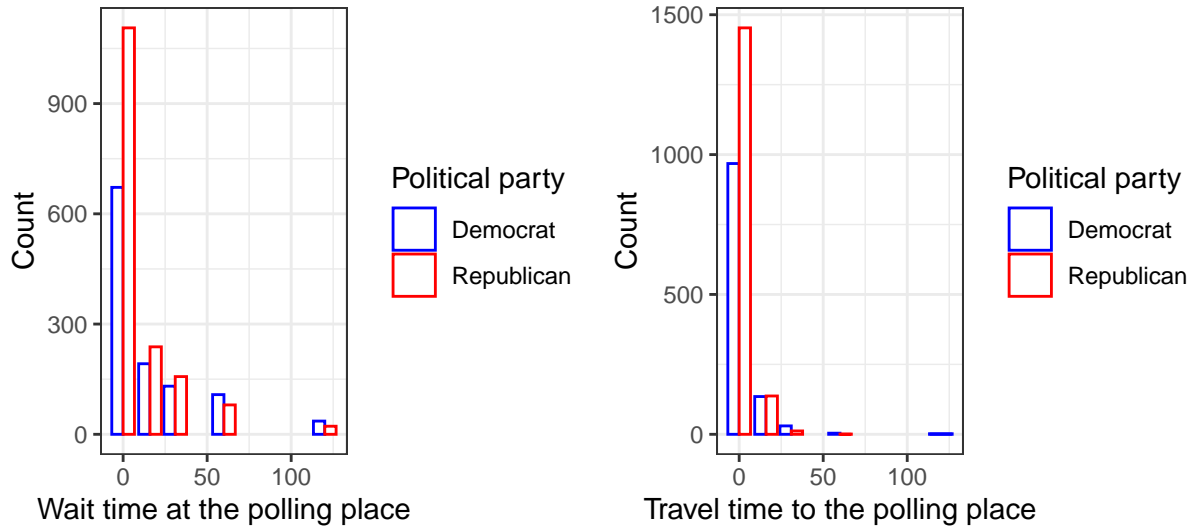 900
600
300
0
Count
0 50 100
Wait time at the polling place
Political party
Democrat
Republican
1500
1000
500
0
Count
0 50 100
Travel time to the polling place
Political party
Democrat
Republican